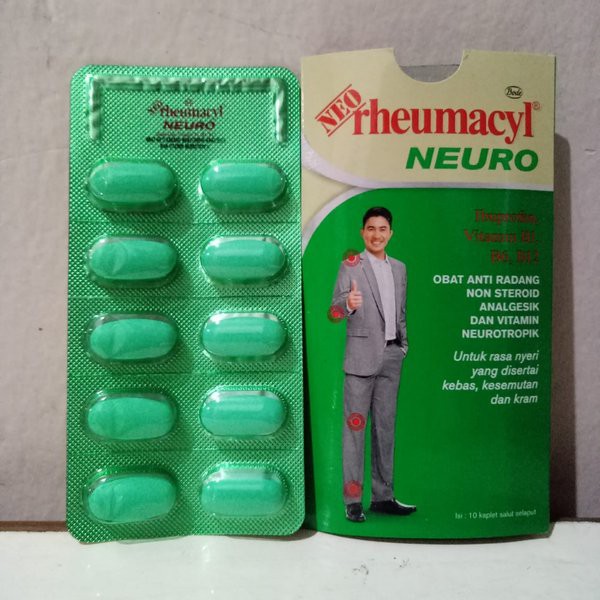 rheumacyl
NEURO
Bode
NEO rheumacyl®
NEURO
Ibuprofen,
Vitamin B1,
B6, B12
OBAT ANTI RADANG
NON STEROID
ANALGESIK
DAN VITAMIN
NEUROTROPIK
Untuk rasa nyeri
yang disertai
kebas, kesemutan
dan kram
Isi : 10 kaplet salut selaput